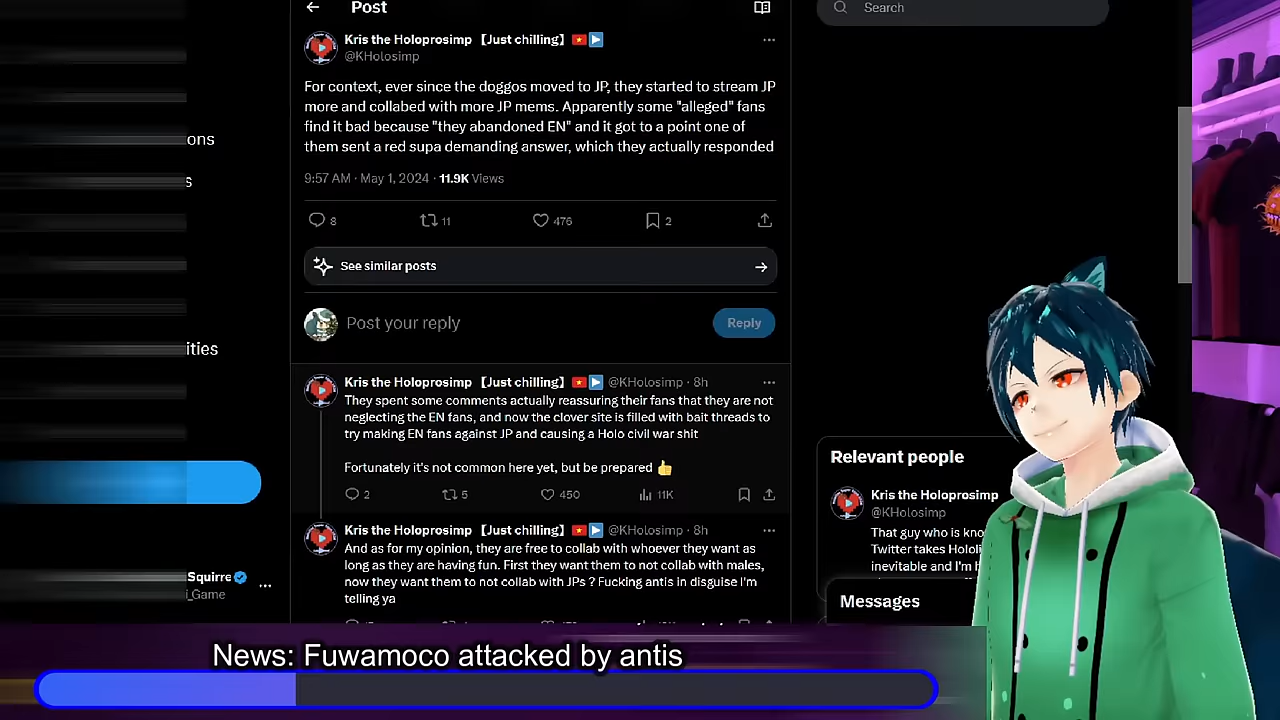 Post
Search
Kris the Holoprosimp 【Just chilling】
@KHolosimp
For context, ever since the doggos moved to JP, they started to stream JP
more and collabed with more JP mems. Apparently some "alleged" fans
find it bad because "they abandoned EN" and it got to a point one of
them sent a red supa demanding answer, which they actually responded
9:57 AM · May 1, 2024 · 11.9K Views
8
11
476
2
See similar posts
Post your reply
Reply
Kris the Holoprosimp 【Just chilling】 @KHolosimp · 8h
They spent some comments actually reassuring their fans that they are not
neglecting the EN fans, and now the clover site is filled with bait threads to
try making EN fans against JP and causing a Holo civil war shit
Fortunately it's not common here yet, but be prepared 👍
2
5
450
11K
Kris the Holoprosimp 【Just chilling】 @KHolosimp · 8h
And as for my opinion, they are free to collab with whoever they want as
long as they are having fun. First they want them to not collab with males,
now they want them to not collab with JPs ? Fucking antis in disguise I'm
telling ya
ons
s
ities
Squirre
i_Game
Relevant people
Kris the Holoprosimp
@KHolosimp
That guy who is kno
Twitter takes Hololi
inevitable and I'm
Messages
News: Fuwamoco attacked by antis